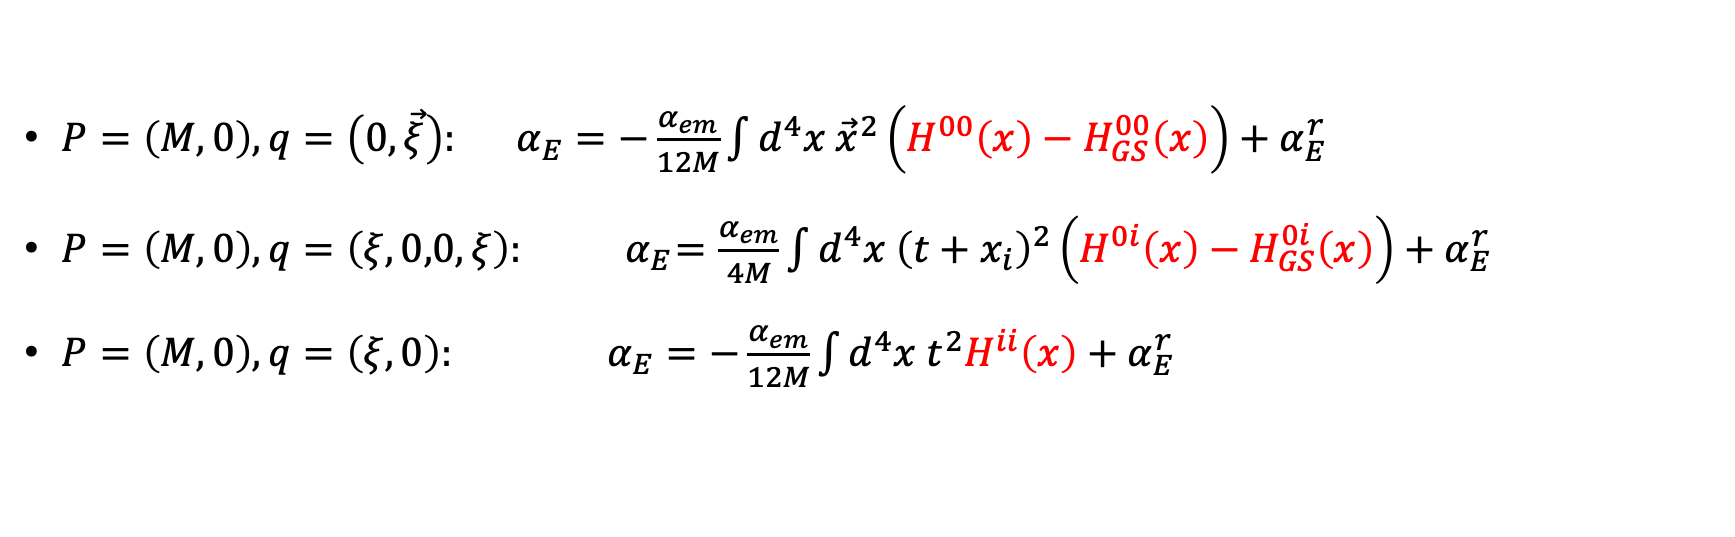 • P = (M, 0), q = (0, ξ⃗): α_E = −(α_em/12M) ∫ d⁴x x⃗² (H⁰⁰(x) − H⁰⁰_GS(x)) + α_E^r
• P = (M, 0), q = (ξ, 0,0, ξ): α_E = (α_em/4M) ∫ d⁴x (t + x_i)² (H⁰ⁱ(x) − H⁰ⁱ_GS(x)) + α_E^r
• P = (M, 0), q = (ξ, 0): α_E = −(α_em/12M) ∫ d⁴x t² Hⁱⁱ(x) + α_E^r